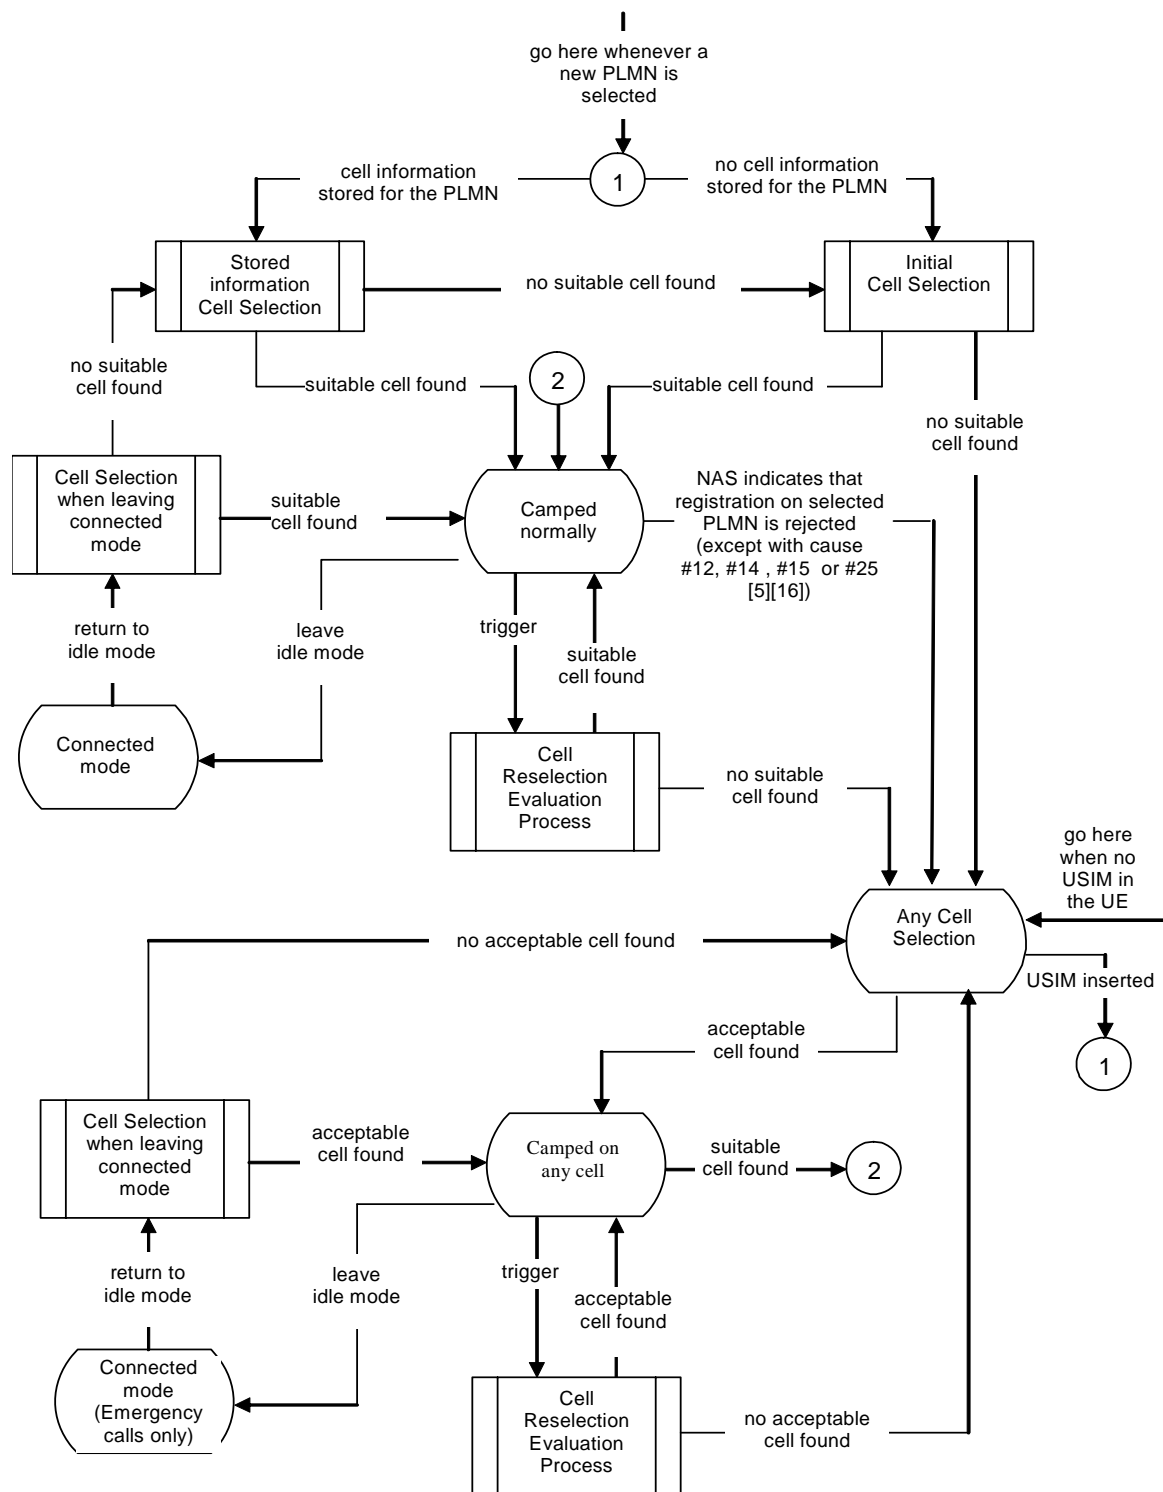 go here whenever a
new PLMN is
selected
1
cell information
stored for the PLMN
no cell information
stored for the PLMN
Stored
information
Cell Selection
no suitable cell found
Initial
Cell Selection
no suitable
cell found
suitable cell found
2
suitable cell found
no suitable
cell found
Cell Selection
when leaving
connected
mode
suitable
cell found
Camped
normally
NAS indicates that
registration on selected
PLMN is rejected
(except with cause
#12, #14 , #15 or #25
[5][16])
return to
idle mode
leave
idle mode
trigger
suitable
cell found
Connected
mode
Cell
Reselection
Evaluation
Process
no suitable
cell found
go here
when no
USIM in
the UE
Any Cell
Selection
no acceptable cell found
USIM inserted
1
acceptable
cell found
Cell Selection
when leaving
connected
mode
acceptable
cell found
Camped on
any cell
suitable
cell found
2
return to
idle mode
leave
idle mode
trigger
acceptable
cell found
Connected
mode
(Emergency
calls only)
Cell
Reselection
Evaluation
Process
no acceptable
cell found